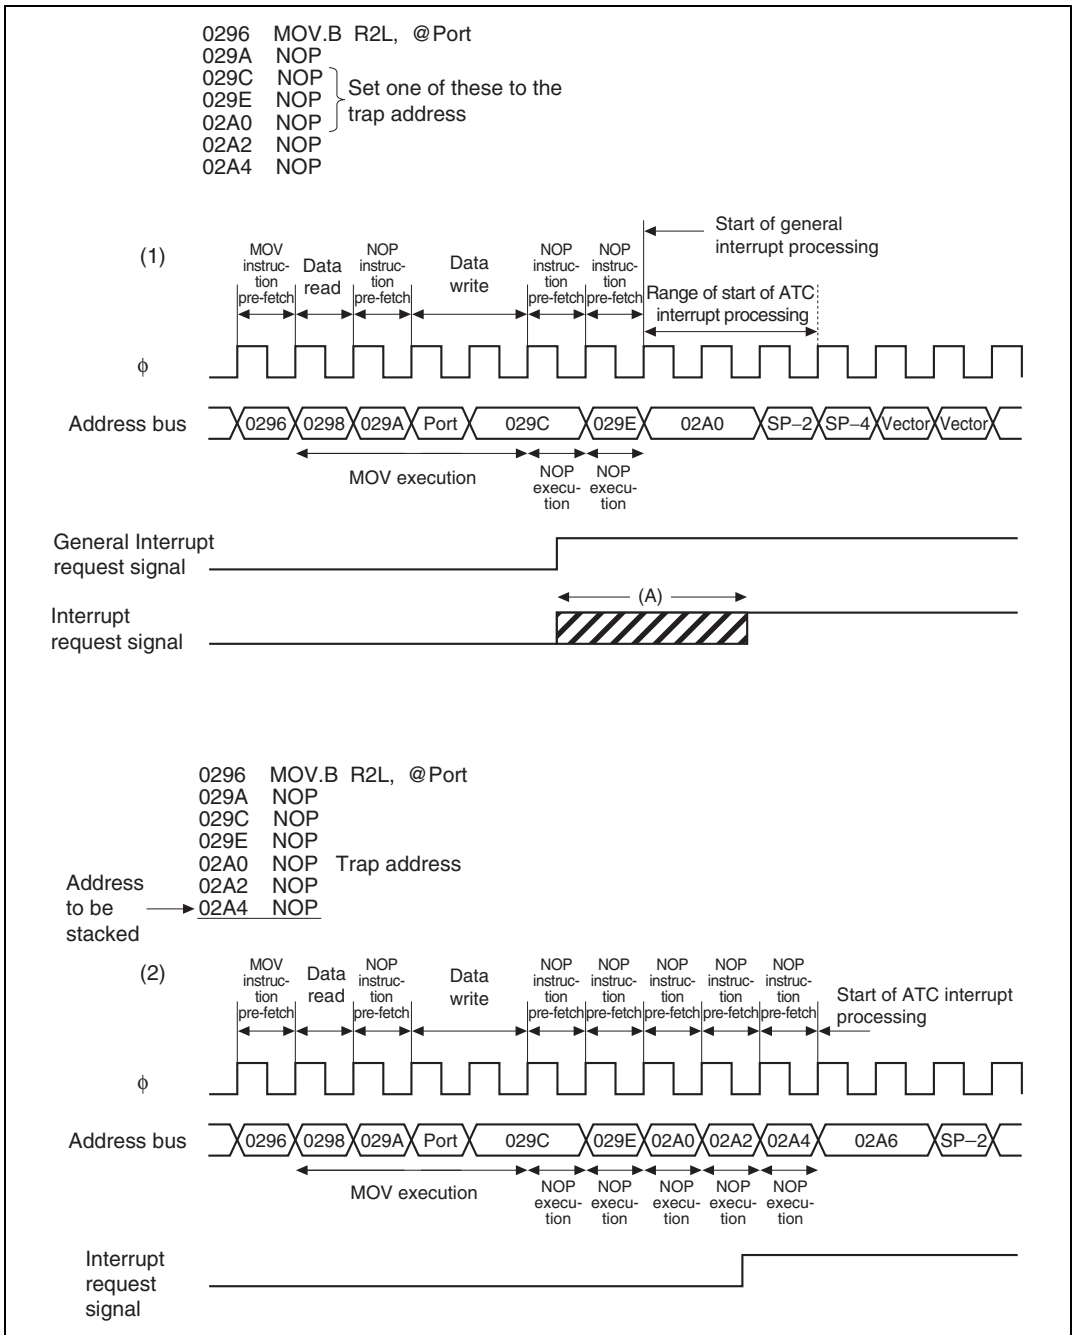 0296 MOV.B R2L, @Port
029A NOP
029C NOP
029E NOP
02A0 NOP
02A2 NOP
02A4 NOP
Set one of these to the
trap address
(1)
MOV
instruc-
tion
pre-fetch
Data
read
NOP
instruc-
tion
pre-fetch
Data
write
NOP
instruc-
tion
pre-fetch
NOP
instruc-
tion
pre-fetch
Start of general
interrupt processing
Range of start of ATC
interrupt processing
ϕ
Address bus 0296 0298 029A Port 029C 029E 02A0 SP–2 SP–4 Vector Vector
MOV execution
NOP
execu-
tion
NOP
execu-
tion
General Interrupt
request signal
(A)
Interrupt
request signal
0296 MOV.B R2L, @Port
029A NOP
029C NOP
029E NOP
02A0 NOP Trap address
02A2 NOP
02A4 NOP
Address
to be
stacked
(2)
MOV
instruc-
tion
pre-fetch
Data
read
NOP
instruc-
tion
pre-fetch
Data
write
NOP
instruc-
tion
pre-fetch
NOP
instruc-
tion
pre-fetch
NOP
instruc-
tion
pre-fetch
NOP
instruc-
tion
pre-fetch
NOP
instruc-
tion
pre-fetch
Start of ATC interrupt
processing
ϕ
Address bus 0296 0298 029A Port 029C 029E 02A0 02A2 02A4 02A6 SP–2
MOV execution
NOP
execu-
tion
NOP
execu-
tion
NOP
execu-
tion
NOP
execu-
tion
NOP
execu-
tion
Interrupt
request
signal